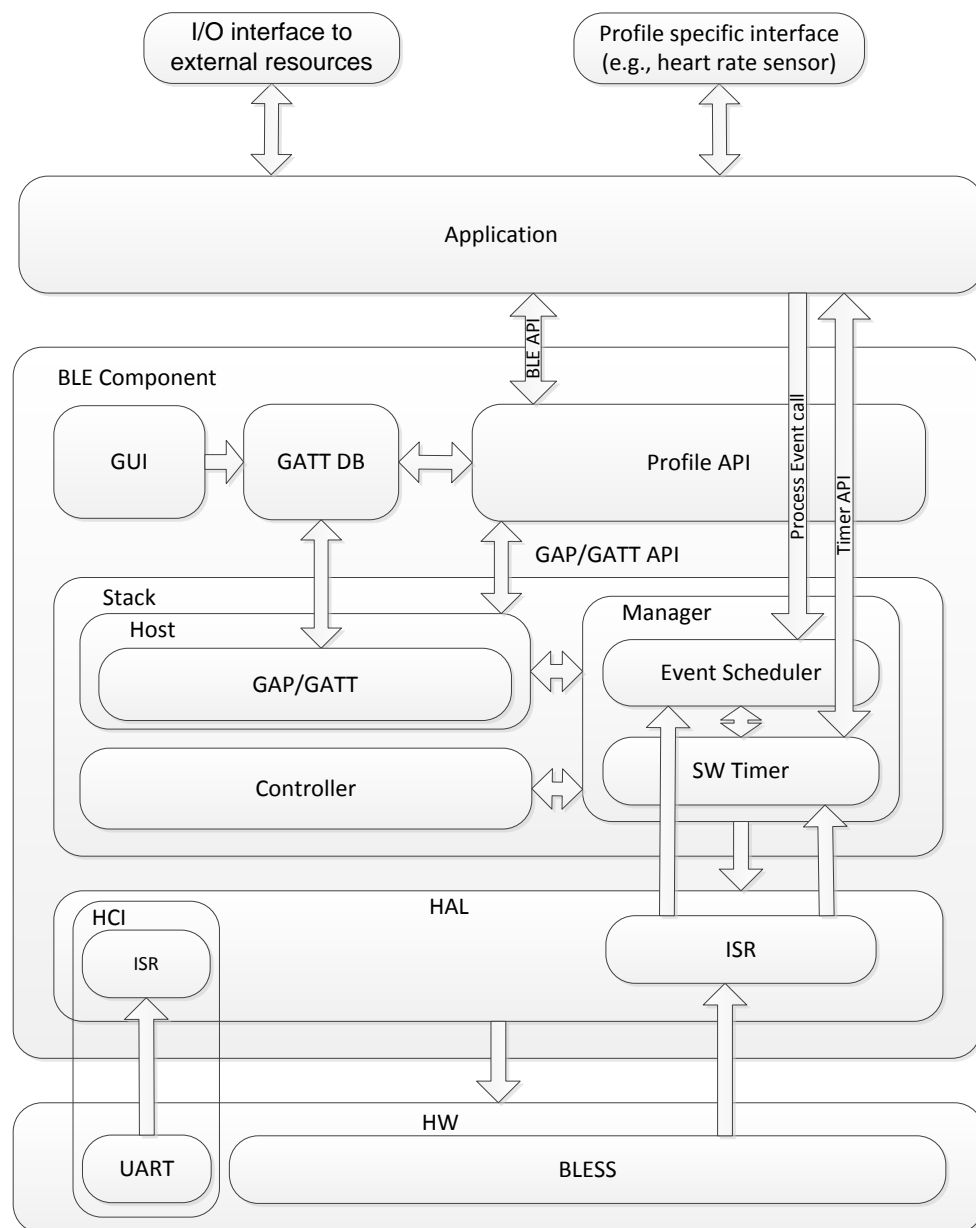 I/O interface to
external resources
Profile specific interface
(e.g., heart rate sensor)
Application
BLE API
Process Event call
Timer API
BLE Component
GUI
GATT DB
Profile API
GAP/GATT API
Stack
Host
GAP/GATT
Manager
Event Scheduler
SW Timer
Controller
HAL
HCI
ISR
ISR
HW
UART
BLESS